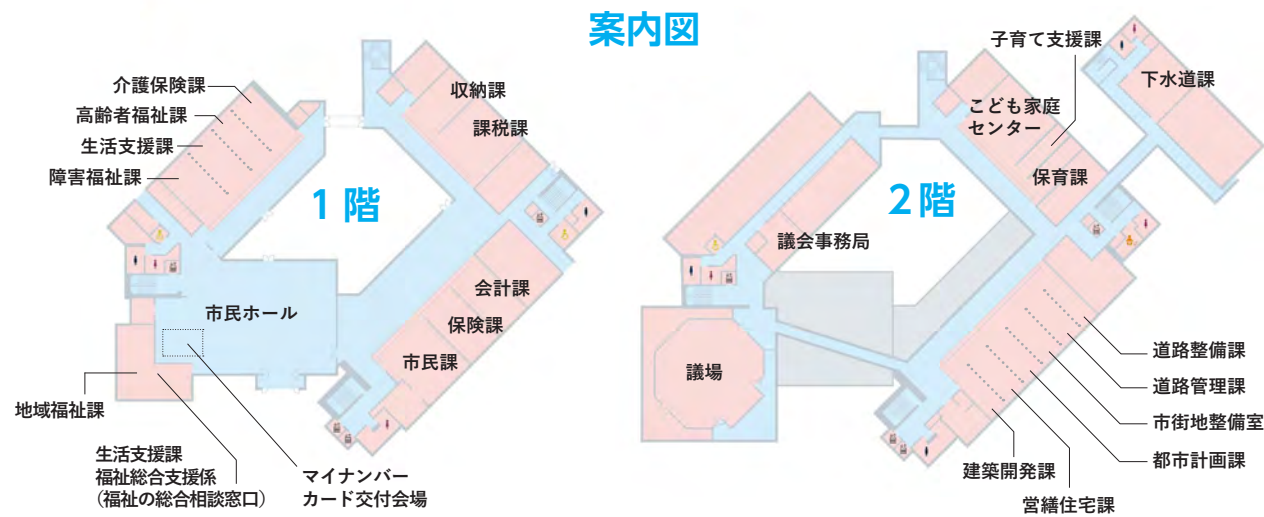 案内図
介護保険課
高齢者福祉課
生活支援課
障害福祉課
収納課
課税課
1階
市民ホール
会計課
保険課
市民課
地域福祉課
生活支援課
福祉総合支援係
(福祉の総合相談窓口)
マイナンバー
カード交付会場
子育て支援課
こども家庭
センター
保育課
下水道課
2階
議会事務局
議場
道路整備課
道路管理課
市街地整備室
都市計画課
建築開発課
営繕住宅課